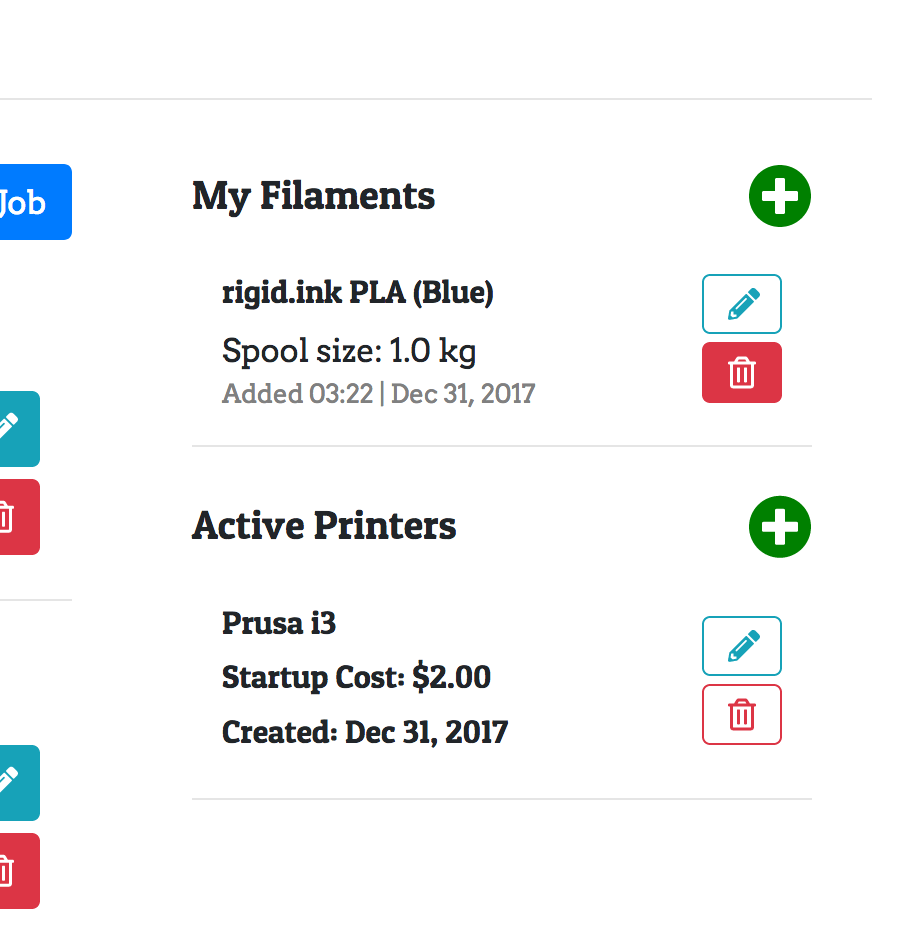 Job
My Filaments
rigid.ink PLA (Blue)
Spool size: 1.0 kg
Added 03:22 | Dec 31, 2017
Active Printers
Prusa i3
Startup Cost: $2.00
Created: Dec 31, 2017